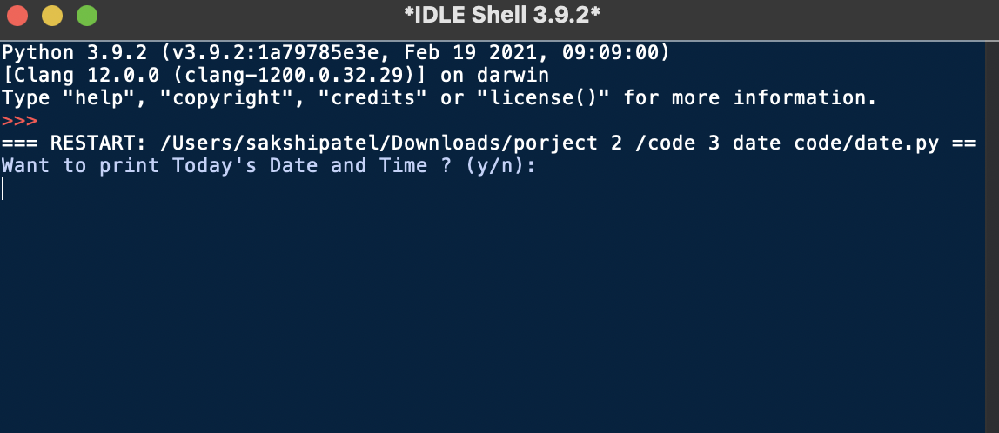 *IDLE Shell 3.9.2*
Python 3.9.2 (v3.9.2:1a79785e3e, Feb 19 2021, 09:09:00)
[Clang 12.0.0 (clang-1200.0.32.29)] on darwin
Type "help", "copyright", "credits" or "license()" for more information.
>>>
=== RESTART: /Users/sakshipatel/Downloads/porject 2 /code 3 date code/date.py ==
Want to print Today's Date and Time ? (y/n):